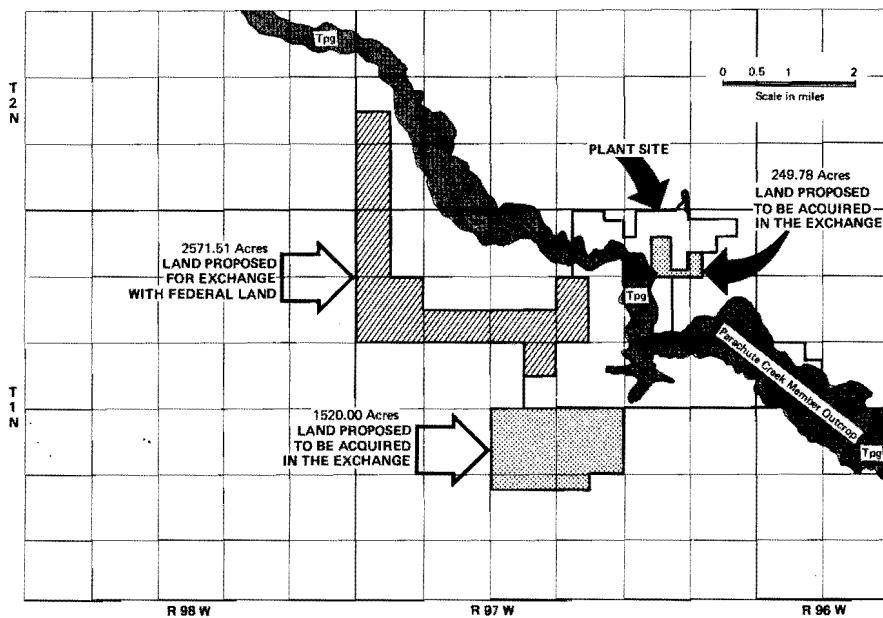 Tpg
T
2
N
0 0.5 1 2
Scale in miles
PLANT SITE
249.78 Acres
LAND PROPOSED
TO BE ACQUIRED
IN THE EXCHANGE
2571.51 Acres
LAND PROPOSED
FOR EXCHANGE
WITH FEDERAL LAND
Tpg
Parachute Creek Member Outcrop
T
1
N
1520.00 Acres
LAND PROPOSED
TO BE ACQUIRED
IN THE EXCHANGE
Tpg
R 98 W R 97 W R 96 W